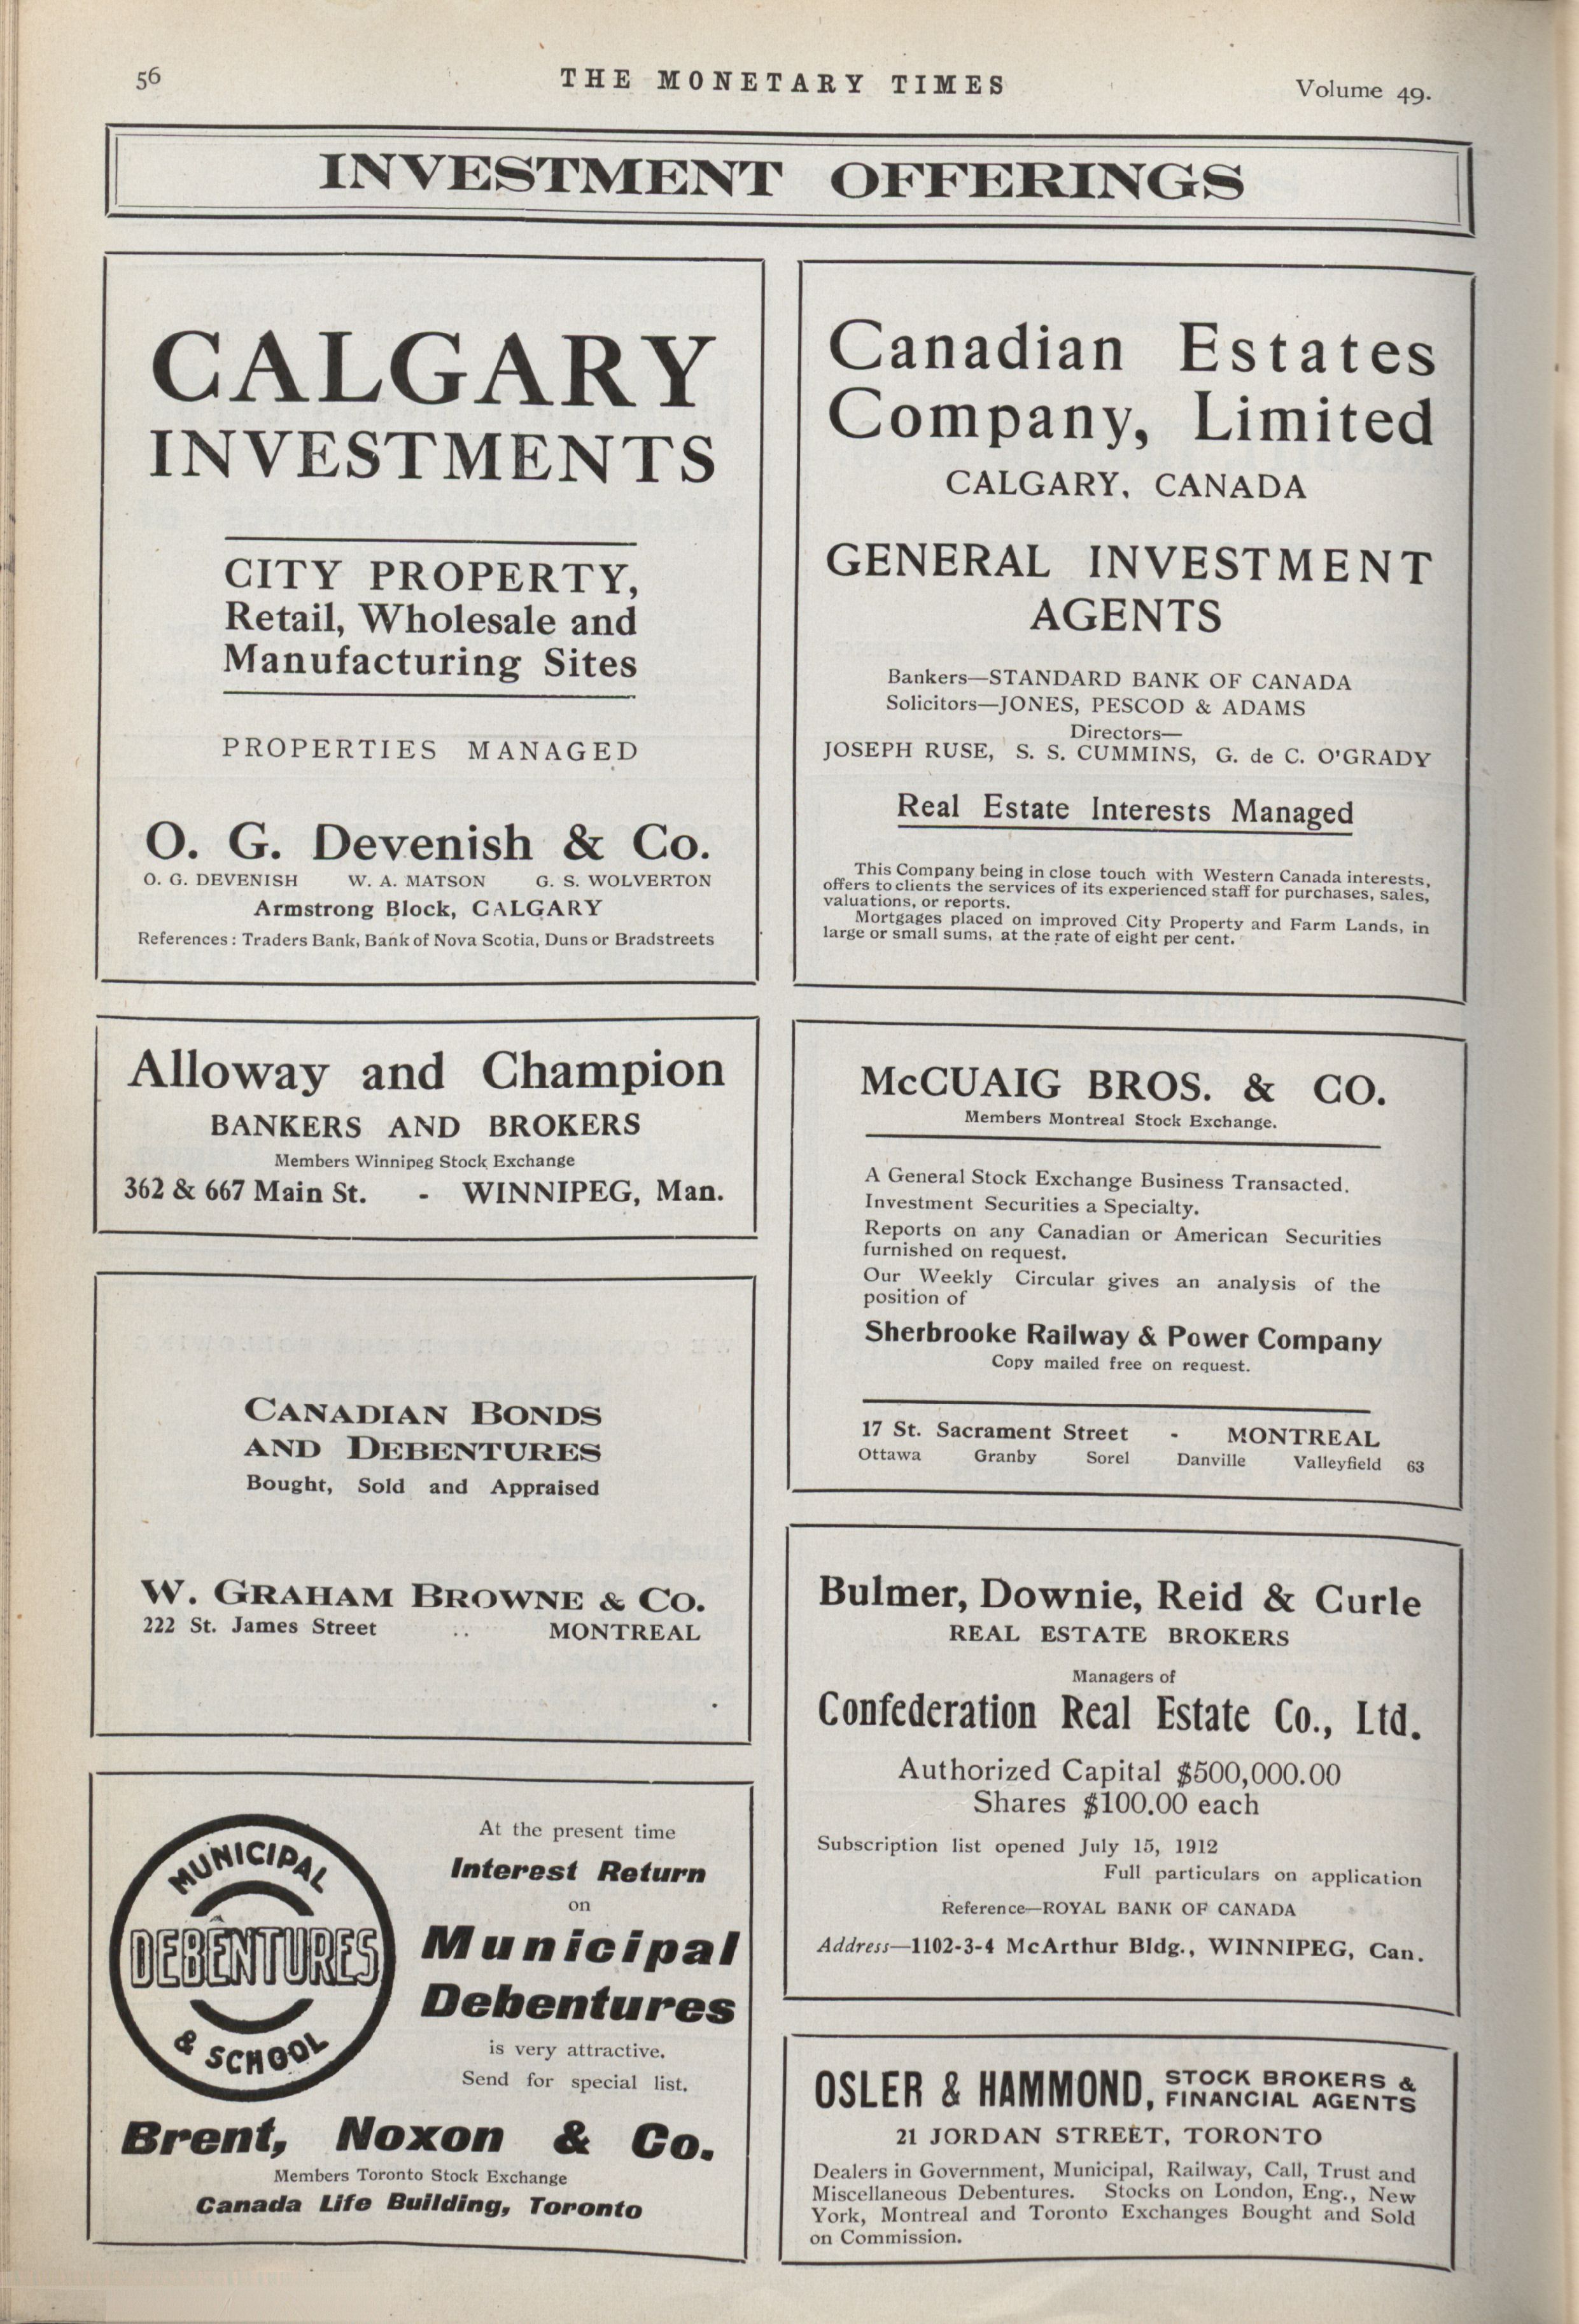 56
THE MONETARY TIMES
Volume 49.
INVESTMENT OFFERINGS
CALGARY
INVESTMENTS
CITY PROPERTY,
Retail, Wholesale and
Manufacturing Sites
PROPERTIES MANAGED
O. G. Devenish & Co.
O. G. DEVENISH W. A. MATSON G. S. WOLVERTON
Armstrong Block, CALGARY
References: Traders Bank, Bank of Nova Scotia, Duns or Bradstreets
Alloway and Champion
BANKERS AND BROKERS
Members Winnipeg Stock Exchange
362 & 667 Main St. - WINNIPEG, Man.
CANADIAN BONDS
AND DEBENTURES
Bought, Sold and Appraised
W. GRAHAM BROWNE & CO.
222 St. James Street .. MONTREAL
MUNICIPAL
DEBENTURES
& SCHOOL
At the present time
Interest Return
on
Municipal
Debentures
is very attractive.
Send for special list.
Brent, Noxon & Co.
Members Toronto Stock Exchange
Canada Life Building, Toronto
Canadian Estates
Company, Limited
CALGARY, CANADA
GENERAL INVESTMENT
AGENTS
Bankers—STANDARD BANK OF CANADA
Solicitors—JONES, PESCOD & ADAMS
Directors—
JOSEPH RUSE, S. S. CUMMINS, G. de C. O'GRADY
Real Estate Interests Managed
This Company being in close touch with Western Canada interests,
offers to clients the services of its experienced staff for purchases, sales,
valuations, or reports.
Mortgages placed on improved City Property and Farm Lands, in
large or small sums, at the rate of eight per cent.
McCUAIG BROS. & CO.
Members Montreal Stock Exchange.
A General Stock Exchange Business Transacted.
Investment Securities a Specialty.
Reports on any Canadian or American Securities
furnished on request.
Our Weekly Circular gives an analysis of the
position of
Sherbrooke Railway & Power Company
Copy mailed free on request.
17 St. Sacrament Street - MONTREAL
Ottawa Granby Sorel Danville Valleyfield 63
Bulmer, Downie, Reid & Curle
REAL ESTATE BROKERS
Managers of
Confederation Real Estate Co., Ltd.
Authorized Capital $500,000.00
Shares $100.00 each
Subscription list opened July 15, 1912
Full particulars on application
Reference—ROYAL BANK OF CANADA
Address—1102-3-4 McArthur Bldg., WINNIPEG, Can.
OSLER & HAMMOND, STOCK BROKERS &
FINANCIAL AGENTS
21 JORDAN STREET, TORONTO
Dealers in Government, Municipal, Railway, Call, Trust and
Miscellaneous Debentures. Stocks on London, Eng., New
York, Montreal and Toronto Exchanges Bought and Sold
on Commission.